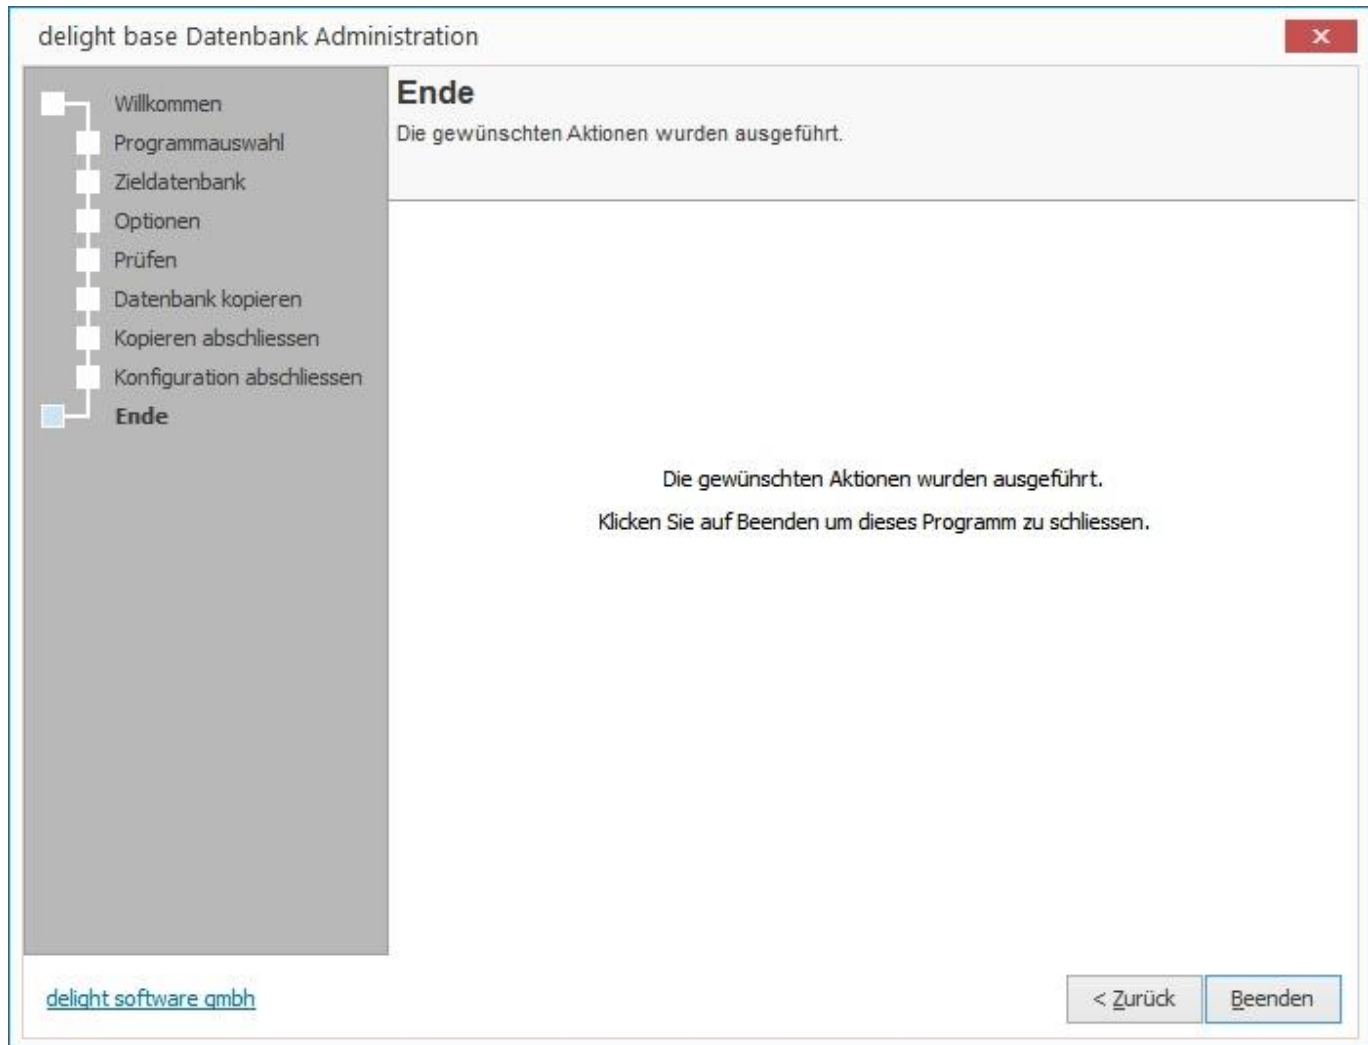 delight base Datenbank Administration
x
Willkommen
Programmauswahl
Zieldatenbank
Optionen
Prüfen
Datenbank kopieren
Kopieren abschliessen
Konfiguration abschliessen
Ende
Ende
Die gewünschten Aktionen wurden ausgeführt.
Die gewünschten Aktionen wurden ausgeführt.
Klicken Sie auf Beenden um dieses Programm zu schliessen.
delight software gmbh
< Zurück
Beenden